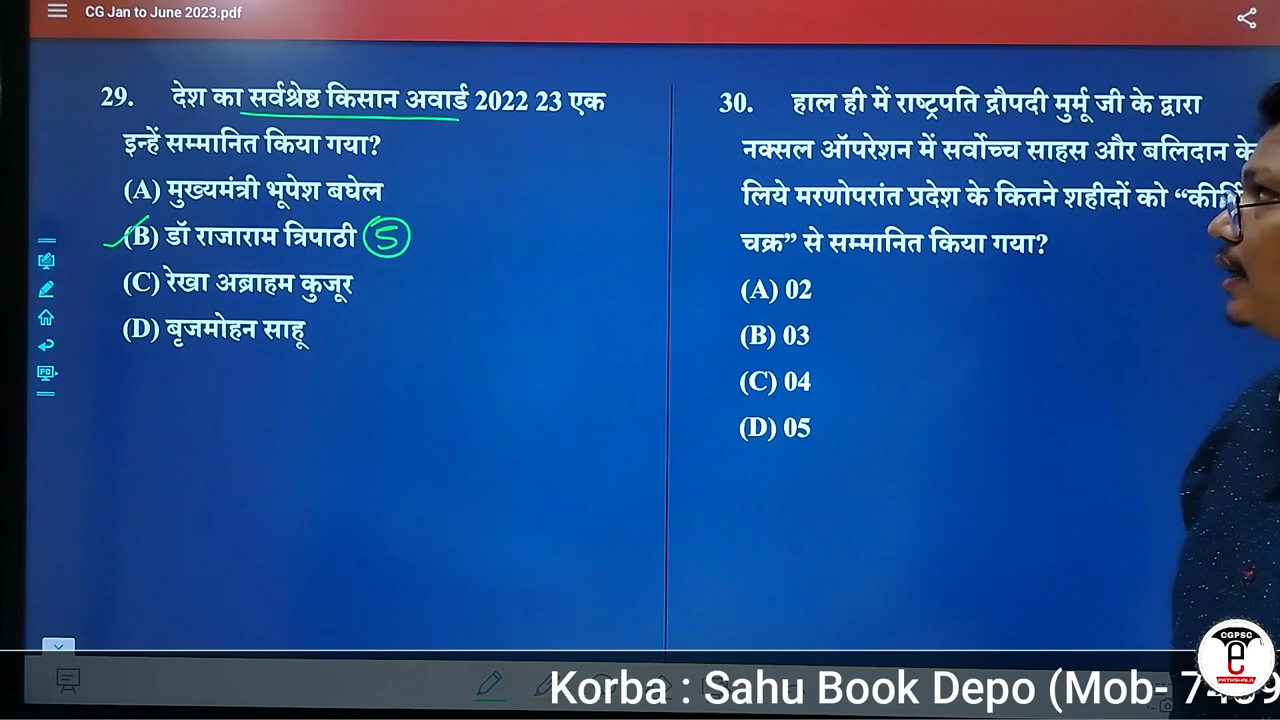 CG Jan to June 2023.pdf
29. देश का सर्वश्रेष्ठ किसान अवार्ड 2022 23 एक
इन्हें सम्मानित किया गया?
(A) मुख्यमंत्री भूपेश बघेल
(B) डॉ राजाराम त्रिपाठी 5
(C) रेखा अब्राहम कुजूर
(D) बृजमोहन साहू
30. हाल ही में राष्ट्रपति द्रौपदी मुर्मू जी के द्वारा
नक्सल ऑपरेशन में सर्वोच्च साहस और बलिदान के
लिये मरणोपरांत प्रदेश के कितने शहीदों को
चक्र” से सम्मानित किया गया?
(A) 02
(B) 03
(C) 04
(D) 05
CGPSC
e
PATHSHALA
Korba : Sahu Book Depo (Mob-